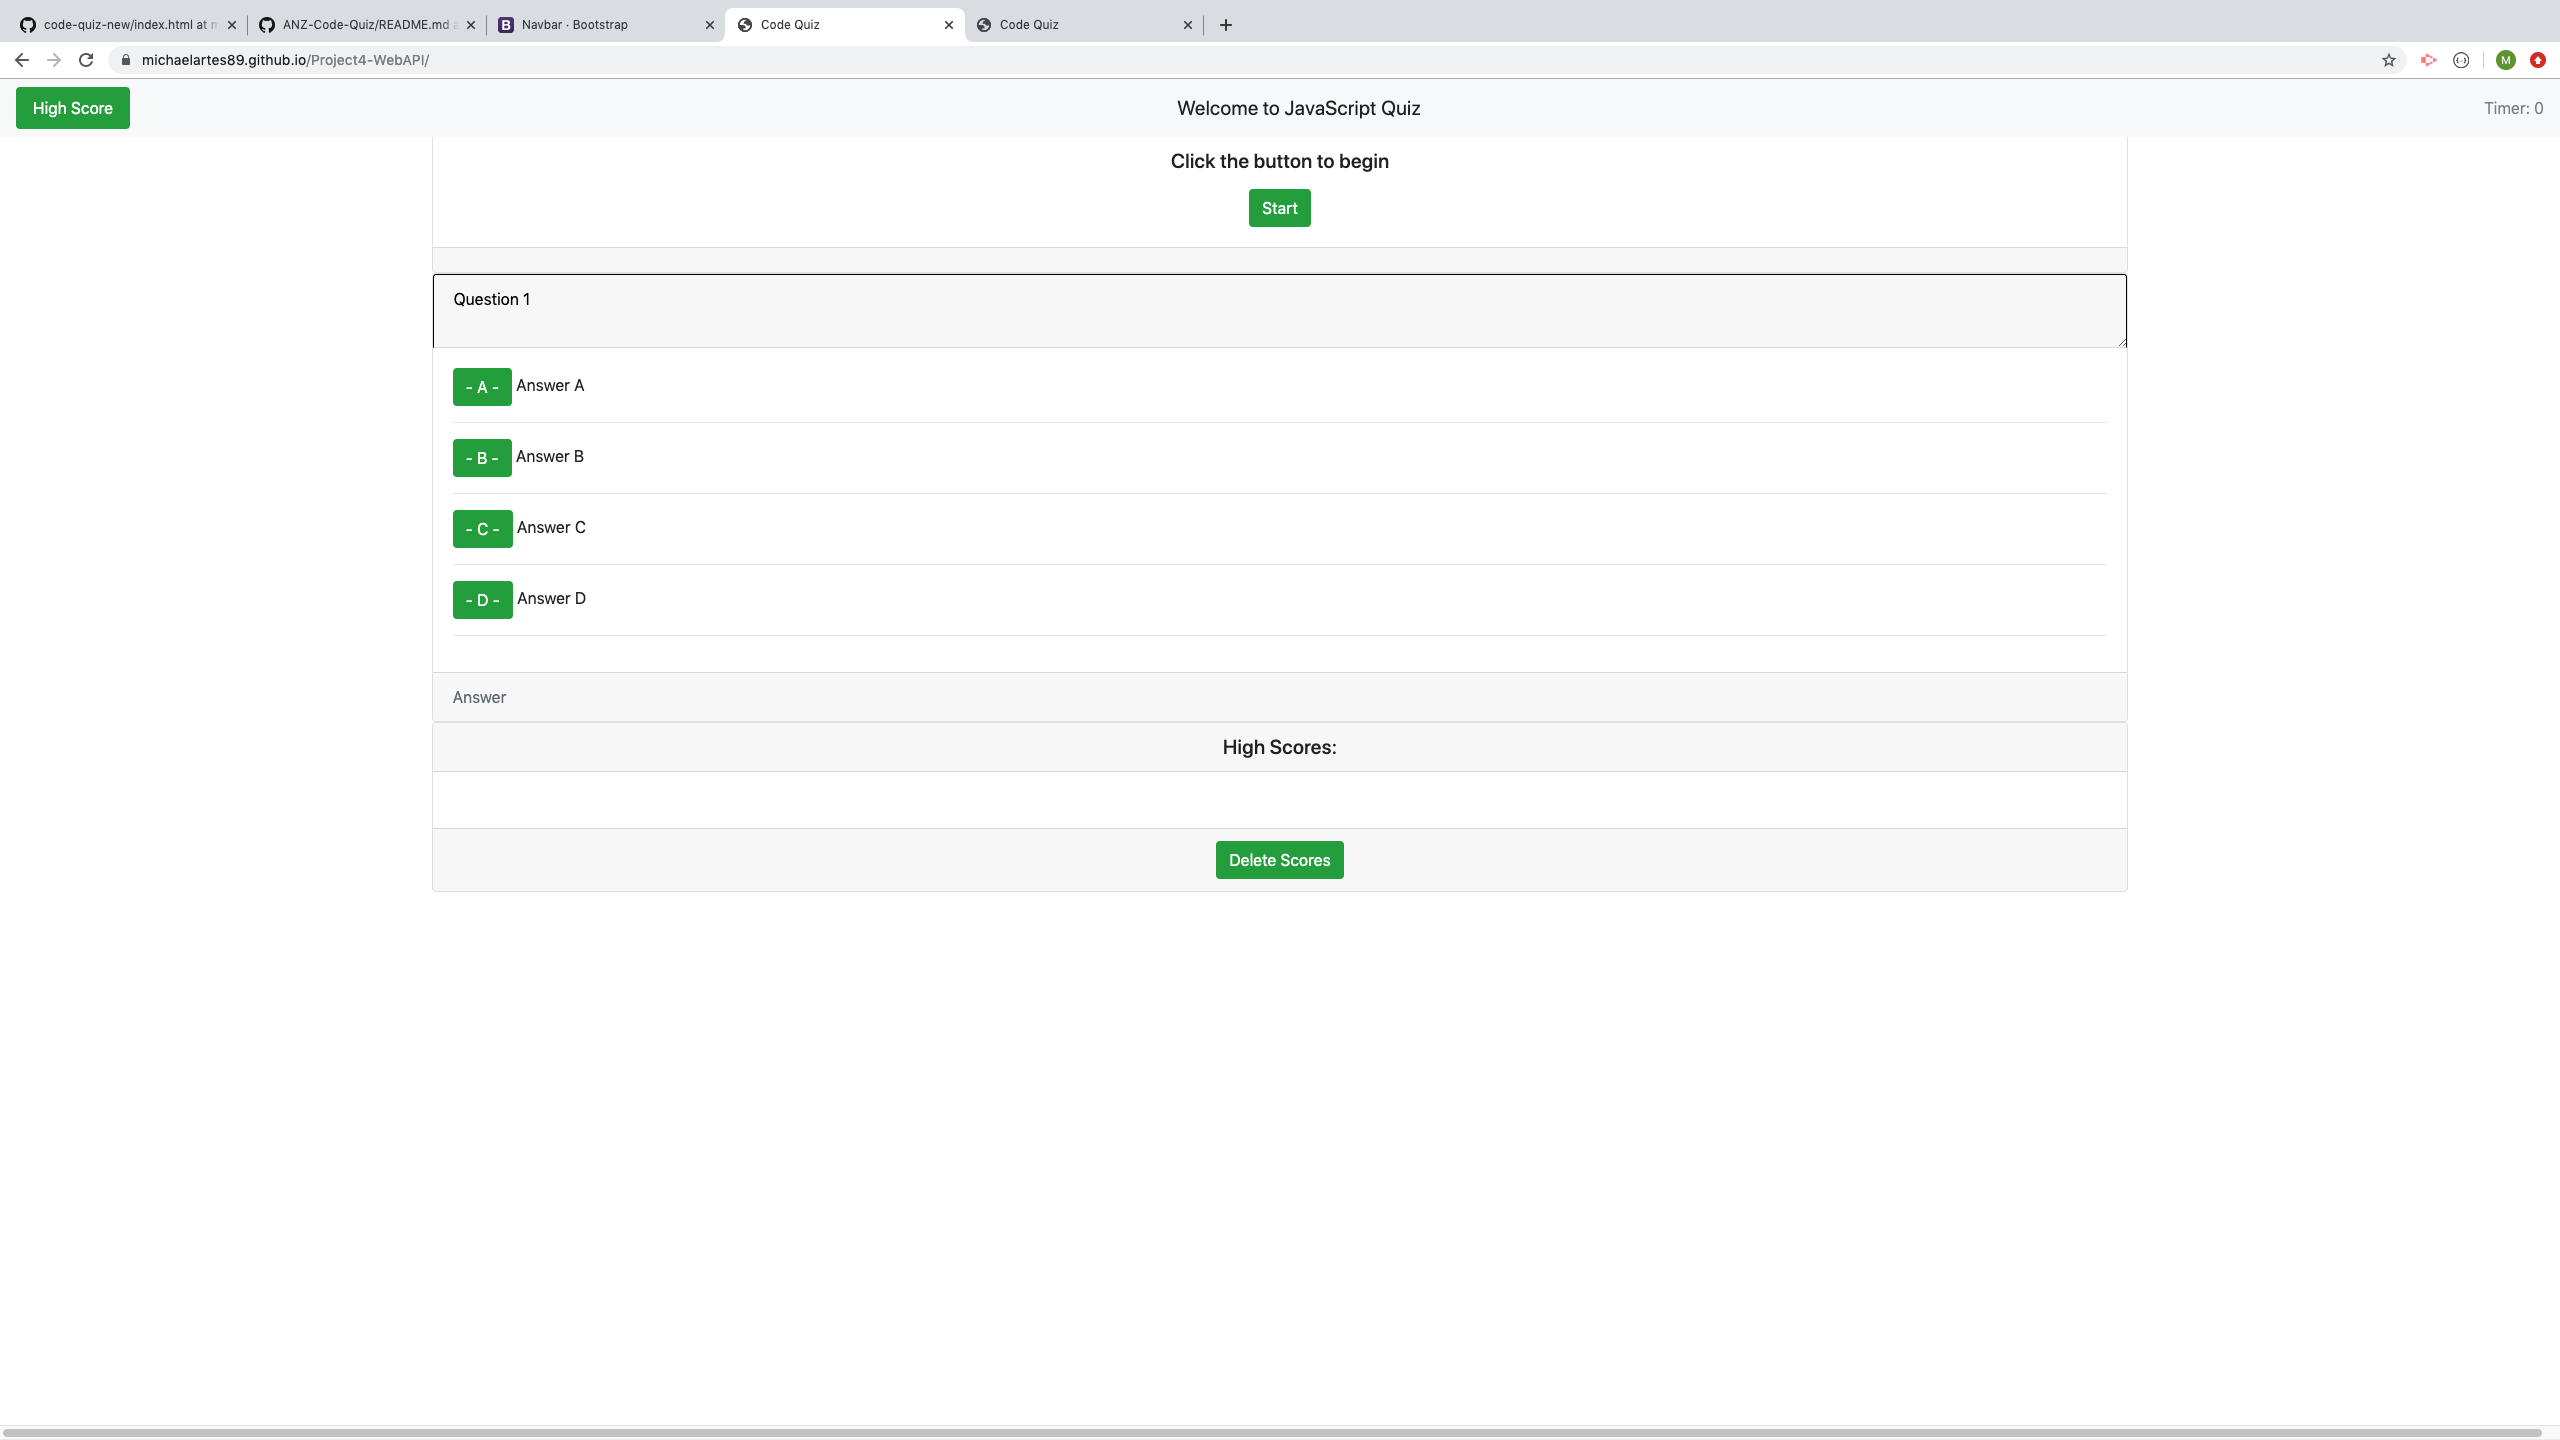 code-quiz-new/index.html at
ANZ-Code-Quiz/README.md
Navbar · Bootstrap
Code Quiz
Code Quiz
michaelartes89.github.io/Project4-WebAPI/
M
High Score
Welcome to JavaScript Quiz
Timer: 0
Click the button to begin
Start
Question 1
- A - Answer A
- B - Answer B
- C - Answer C
- D - Answer D
Answer
High Scores:
Delete Scores